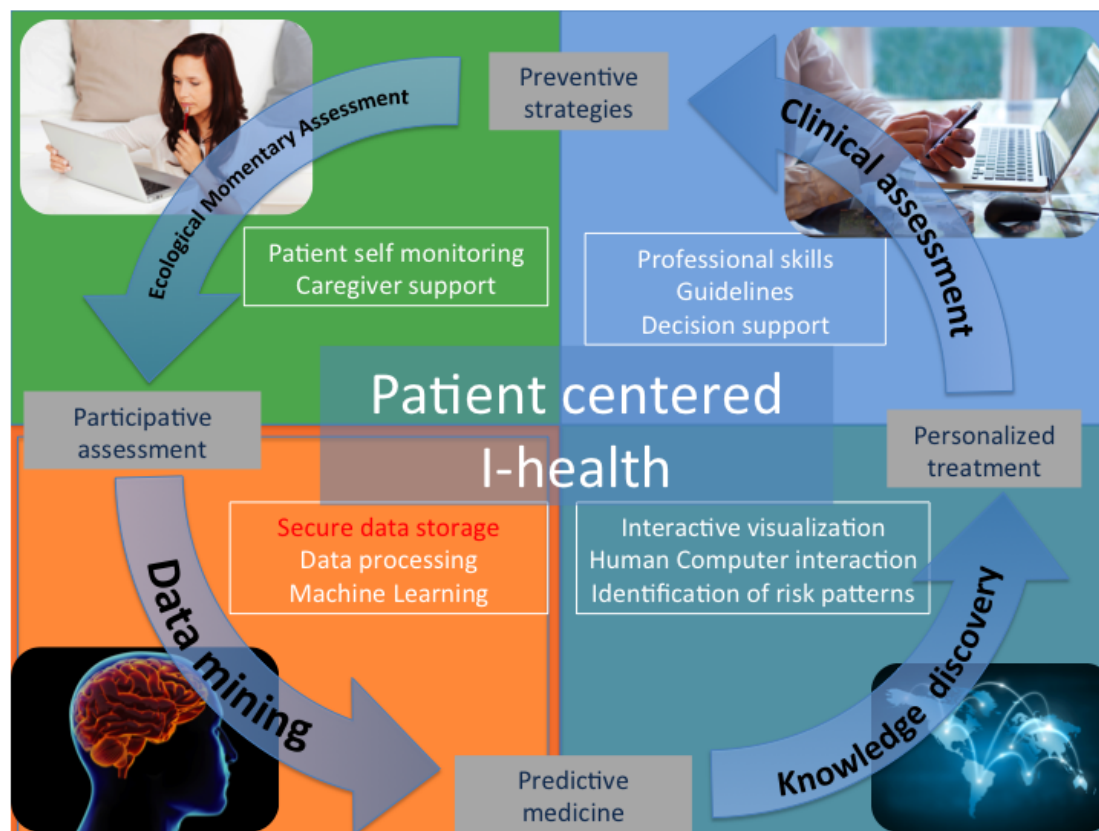 Preventive
strategies
Ecological Momentary Assessment
Clinical assessment
Patient self monitoring
Caregiver support
Professional skills
Guidelines
Decision support
Patient centered
I-health
Participative
assessment
Personalized
treatment
Secure data storage
Data processing
Machine Learning
Interactive visualization
Human Computer interaction
Identification of risk patterns
Data mining
Knowledge discovery
Predictive
medicine